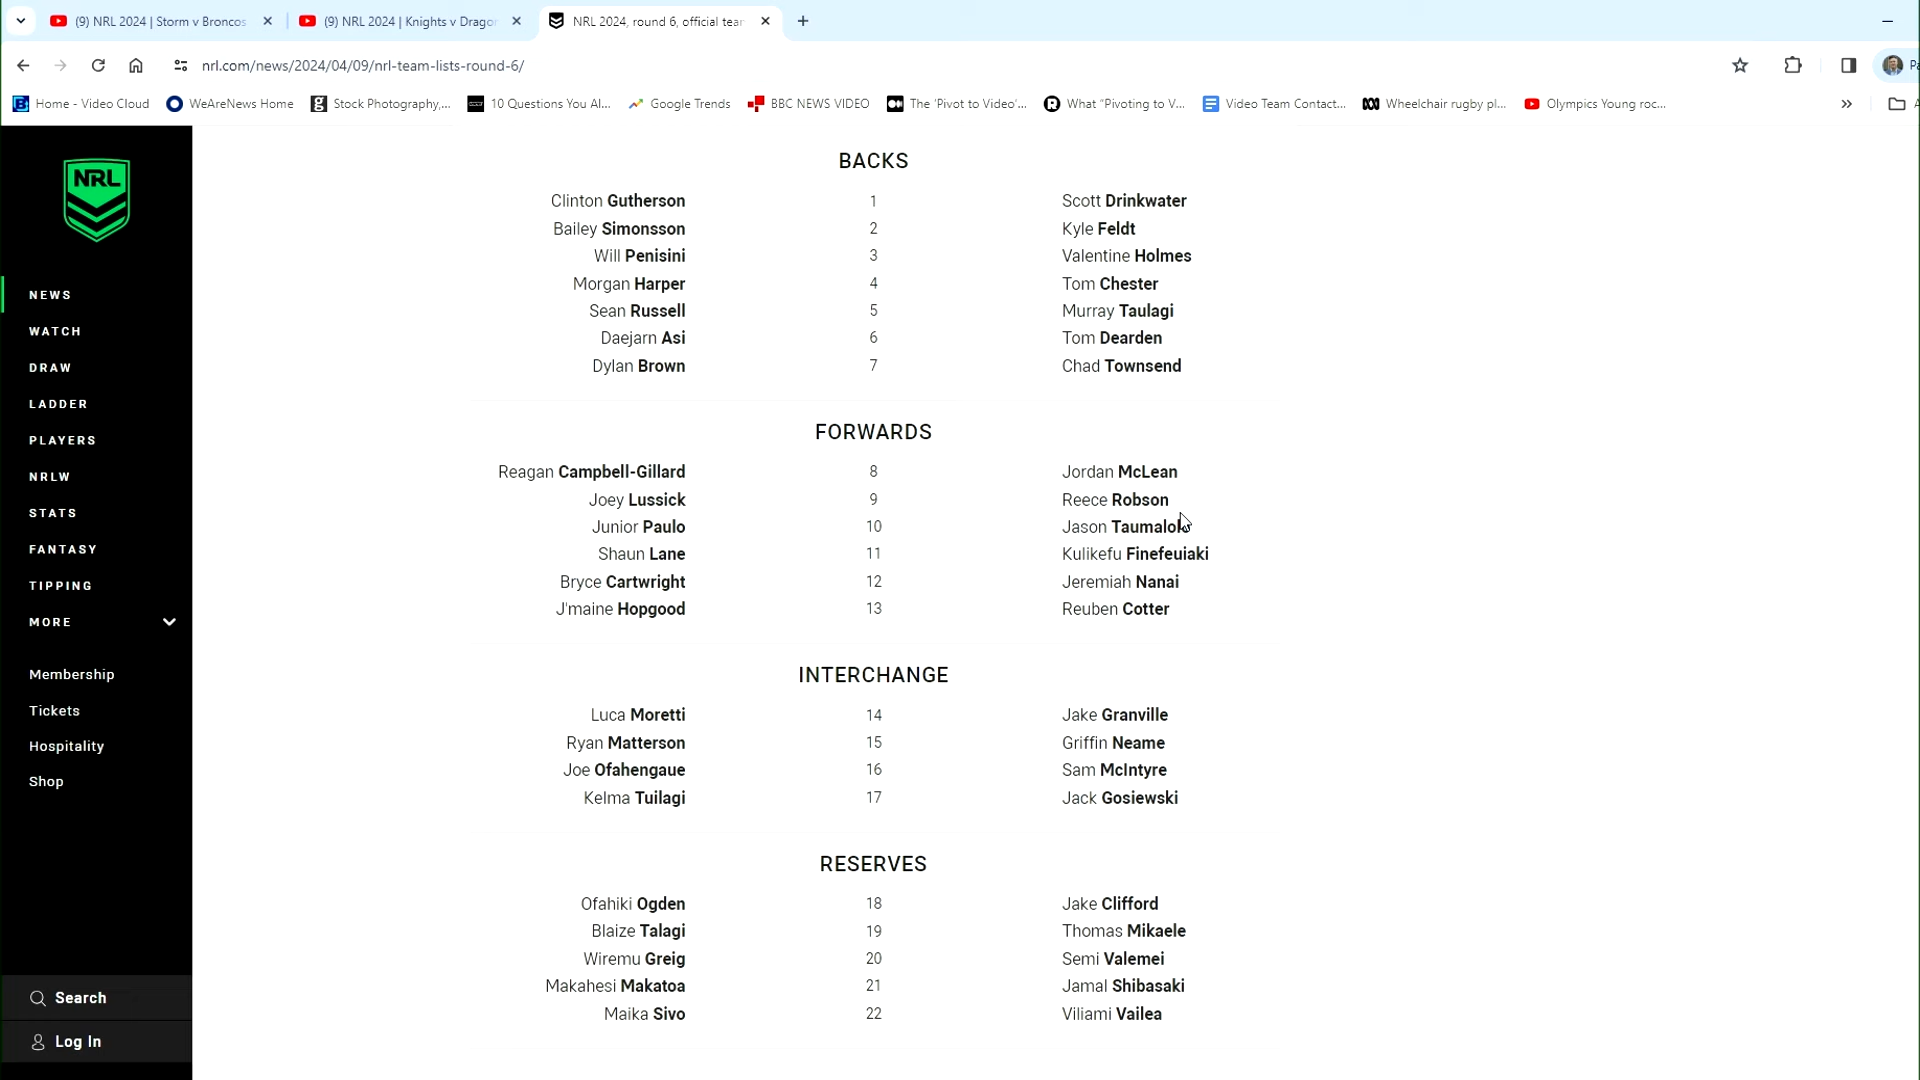 (9) NRL 2024 | Storm v Broncos
(9) NRL 2024 | Knights v Dragon
NRL 2024, round 6, official team
nrl.com/news/2024/04/09/nrl-team-lists-round-6/
Home - Video Cloud
WeAreNews Home
Stock Photography,...
10 Questions You Al...
Google Trends
BBC NEWS VIDEO
The 'Pivot to Video'...
What "Pivoting to V...
Video Team Contact...
Wheelchair rugby pl...
Olympics Young roc...
NRL
NEWS
WATCH
DRAW
LADDER
PLAYERS
NRLW
STATS
FANTASY
TIPPING
MORE
Membership
Tickets
Hospitality
Shop
Search
Log In
BACKS
Clinton Gutherson 1 Scott Drinkwater
Bailey Simonsson 2 Kyle Feldt
Will Penisini 3 Valentine Holmes
Morgan Harper 4 Tom Chester
Sean Russell 5 Murray Taulagi
Daejarn Asi 6 Tom Dearden
Dylan Brown 7 Chad Townsend
FORWARDS
Reagan Campbell-Gillard 8 Jordan McLean
Joey Lussick 9 Reece Robson
Junior Paulo 10 Jason Taumalolo
Shaun Lane 11 Kulikefu Finefeuiaki
Bryce Cartwright 12 Jeremiah Nanai
J'maine Hopgood 13 Reuben Cotter
INTERCHANGE
Luca Moretti 14 Jake Granville
Ryan Matterson 15 Griffin Neame
Joe Ofahengaue 16 Sam McIntyre
Kelma Tuilagi 17 Jack Gosiewski
RESERVES
Ofahiki Ogden 18 Jake Clifford
Blaize Talagi 19 Thomas Mikaele
Wiremu Greig 20 Semi Valemei
Makahesi Makatoa 21 Jamal Shibasaki
Maika Sivo 22 Viliami Vailea